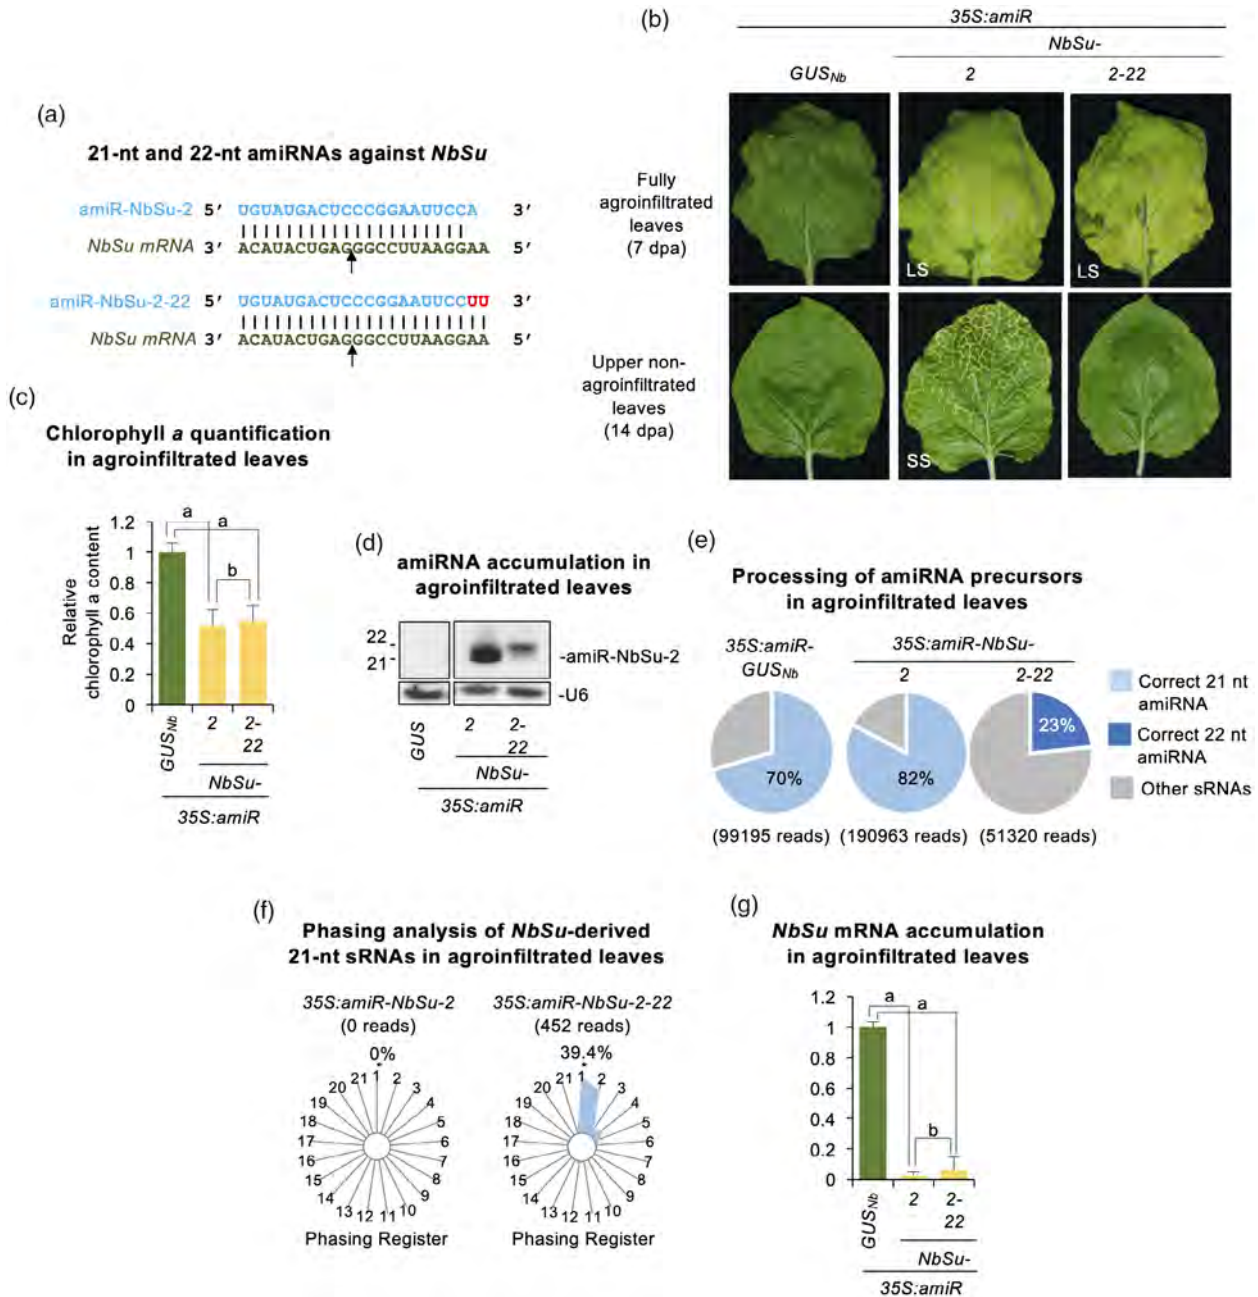 (a)
21-nt and 22-nt amiRNAs against NbSu
amiR-NbSu-2 5′ UGUAUGACUCCCGGAAUUCCA 3′
NbSu mRNA 3′ ACAUACUGAGGGCCUUAAGGAA 5′
amiR-NbSu-2-22 5′ UGUAUGACUCCCGGAAUUCCUU 3′
NbSu mRNA 3′ ACAUACUGAGGGCCUUAAGGAA 5′
(b)
35S:amiR
NbSu-
GUSNb 2 2-22
Fully
agroinfiltrated
leaves
(7 dpa)
LS LS
Upper non-
agroinfiltrated
leaves
(14 dpa)
SS
(c)
Chlorophyll a quantification
in agroinfiltrated leaves
Relative
chlorophyll a content
1.2
1
0.8
0.6
0.4
0.2
0
a a
b
GUSNb 2 2-
22
NbSu-
35S:amiR
(d)
amiRNA accumulation in
agroinfiltrated leaves
22
21
-amiR-NbSu-2
-U6
GUS 2 2-
22
NbSu-
35S:amiR
(e)
Processing of amiRNA precursors
in agroinfiltrated leaves
35S:amiR-
GUSNb
35S:amiR-NbSu-
2 2-22
70% 82% 23%
(99195 reads) (190963 reads) (51320 reads)
Correct 21 nt
amiRNA
Correct 22 nt
amiRNA
Other sRNAs
(f)
Phasing analysis of NbSu-derived
21-nt sRNAs in agroinfiltrated leaves
35S:amiR-NbSu-2
(0 reads)
0%
1 2 3 4 5 6 7 8 9 10 11 12 13 14 15 16 17 18 19 20 21
Phasing Register
35S:amiR-NbSu-2-22
(452 reads)
39.4%
1 2 3 4 5 6 7 8 9 10 11 12 13 14 15 16 17 18 19 20 21
Phasing Register
(g)
NbSu mRNA accumulation
in agroinfiltrated leaves
1.2
1
0.8
0.6
0.4
0.2
0
a a
b
GUSNb 2 2-
22
NbSu-
35S:amiR